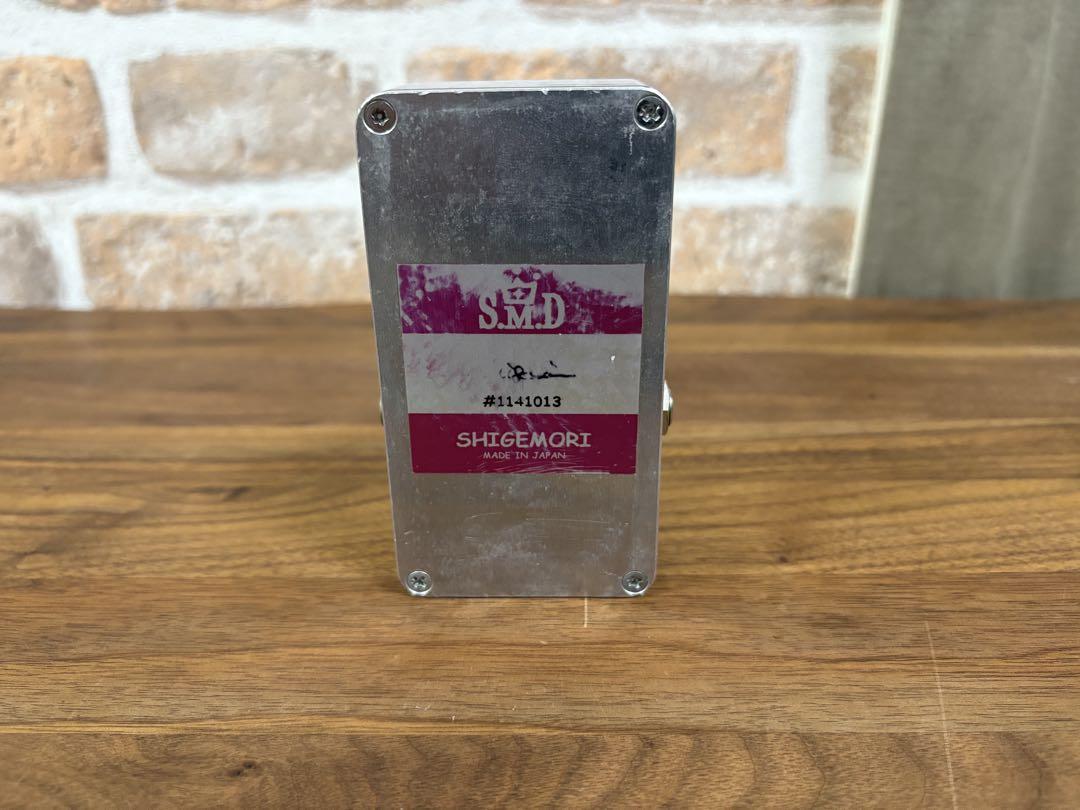 S.M.D
#1141013
SHIGEMORI
MADE IN JAPAN